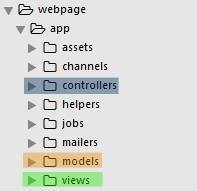 webpage
app
assets
channels
controllers
helpers
jobs
mailers
models
views